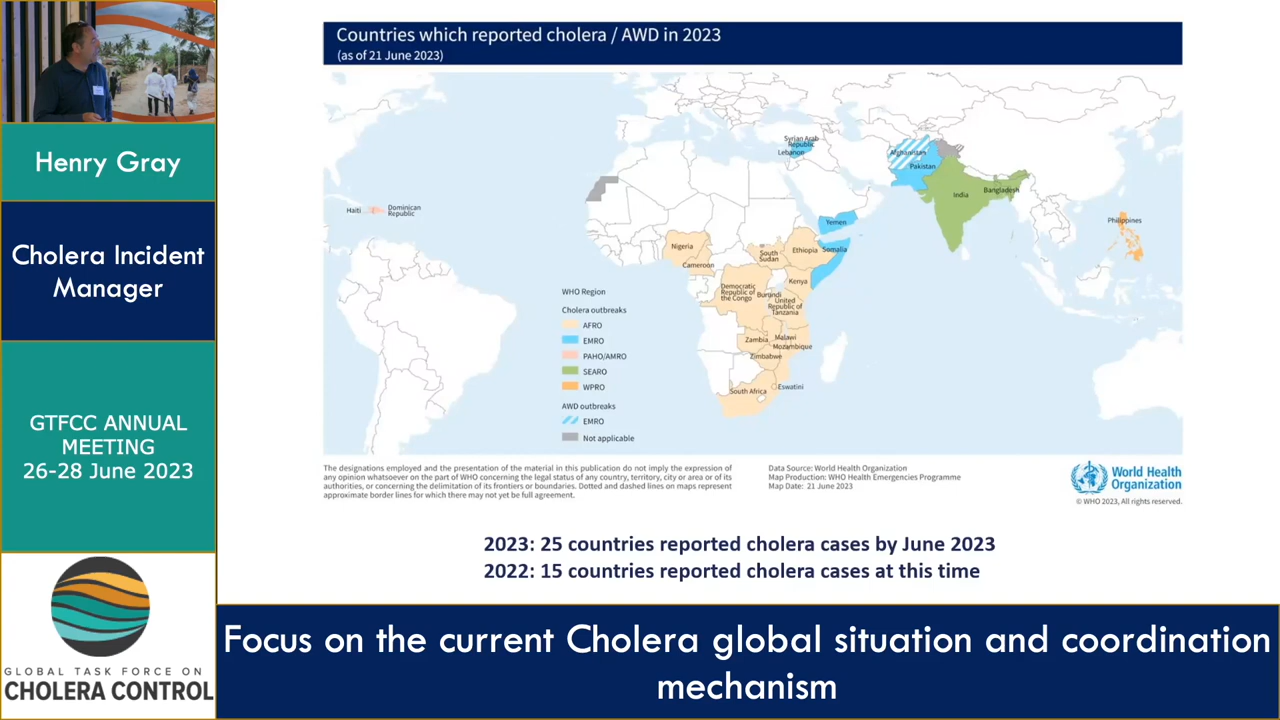 Henry Gray
Cholera Incident
Manager
GTFCC ANNUAL
MEETING
26-28 June 2023
GLOBAL TASK FORCE ON
CHOLERA CONTROL
Countries which reported cholera / AWD in 2023
(as of 21 June 2023)
Syrian Arab
Republic
Lebanon
Afghanistan
Pakistan
India
Bangladesh
Haiti
Dominican
Republic
Philippines
Yemen
Nigeria
Cameroon
South
Sudan
Ethiopia
Somalia
Kenya
Democratic
Republic of
the Congo
Burundi
United
Republic of
Tanzania
Zambia
Malawi
Mozambique
Zimbabwe
South Africa
Eswatini
WHO Region
Cholera outbreaks
AFRO
EMRO
PAHO/AMRO
SEARO
WPRO
AWD outbreaks
EMRO
Not applicable
The designations employed and the presentation of the material in this publication do not imply the expression of
any opinion whatsoever on the part of WHO concerning the legal status of any country, territory, city or area or of its
authorities, or concerning the delimitation of its frontiers or boundaries. Dotted and dashed lines on maps represent
approximate border lines for which there may not yet be full agreement.
Data Source: World Health Organization
Map Production: WHO Health Emergencies Programme
Map Date: 21 June 2023
World Health
Organization
© WHO 2023, All rights reserved.
2023: 25 countries reported cholera cases by June 2023
2022: 15 countries reported cholera cases at this time
Focus on the current Cholera global situation and coordination
mechanism